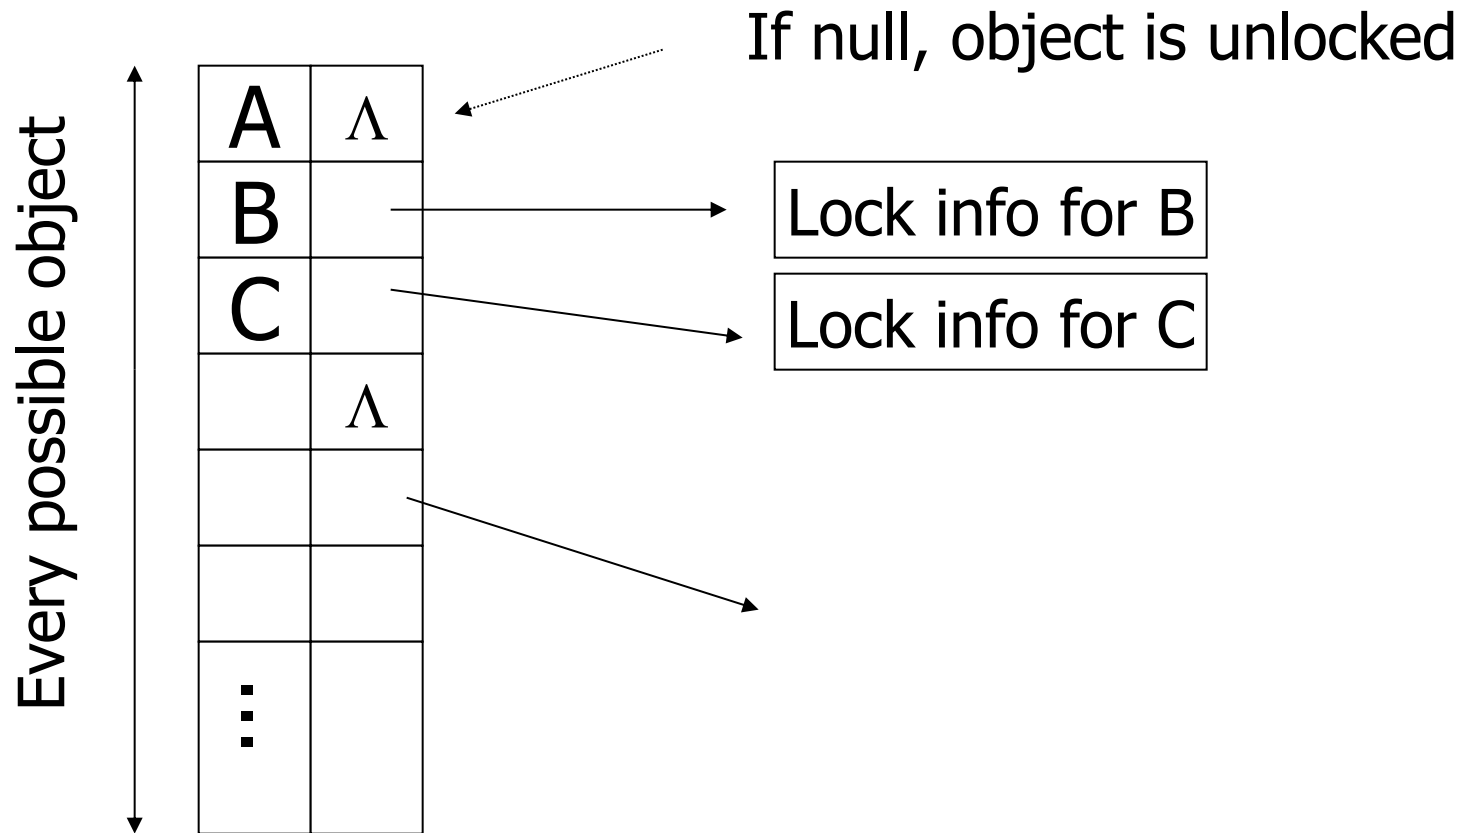 If null, object is unlocked
Every possible object
A Λ
B
Lock info for B
C
Lock info for C
Λ
⋮